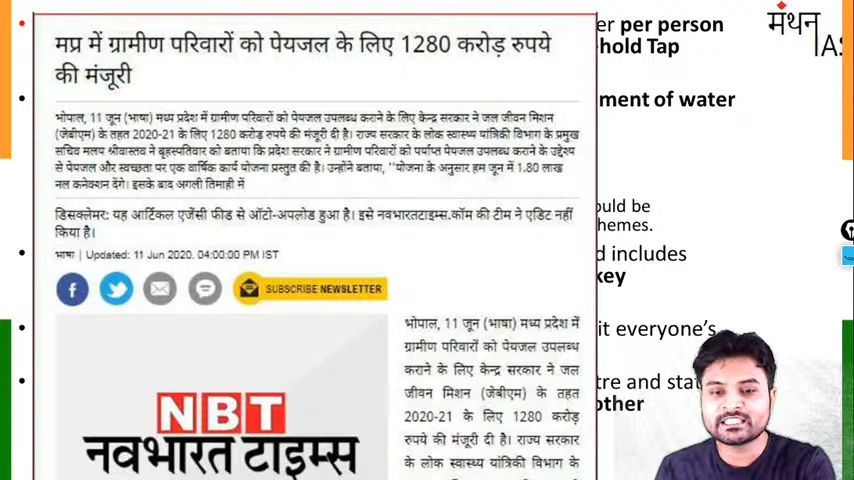 मप्र में ग्रामीण परिवारों को पेयजल के लिए 1280 करोड़ रुपये
की मंजूरी
भोपाल, 11 जून (भाषा) मध्य प्रदेश में ग्रामीण परिवारों को पेयजल उपलब्ध कराने के लिए केन्द्र सरकार ने जल जीवन मिशन
(जेबीएम) के तहत 2020-21 के लिए 1280 करोड़ रुपये की मंजूरी दी है। राज्य सरकार के लोक स्वास्थ्य यांत्रिकी विभाग के प्रमुख
सचिव मलय श्रीवास्तव ने बृहस्पतिवार को बताया कि प्रदेश सरकार ने ग्रामीण परिवारों को पर्याप्त पेयजल उपलब्ध कराने के उद्देश्य
से पेयजल और स्वच्छता पर एक वार्षिक कार्य योजना प्रस्तुत की है। उन्होंने बताया, ‘‘योजना के अनुसार हम जून में 1.80 लाख
नल कनेक्शन देंगे। इसके बाद अगली तिमाही में
डिसक्लेमर: यह आर्टिकल एजेंसी फीड से ऑटो-अपलोड हुआ है। इसे नवभारतटाइम्स.कॉम की टीम ने एडिट नहीं
किया है।
भाषा | Updated: 11 Jun 2020, 04:00:00 PM IST
SUBSCRIBE NEWSLETTER
भोपाल, 11 जून (भाषा) मध्य प्रदेश में
ग्रामीण परिवारों को पेयजल उपलब्ध
कराने के लिए केन्द्र सरकार ने जल
जीवन मिशन (जेबीएम) के तहत
2020-21 के लिए 1280 करोड़
रुपये की मंजूरी दी है। राज्य सरकार
के लोक स्वास्थ्य यांत्रिकी विभाग के
NBT
नवभारत टाइम्स
er per person
hold Tap
ment of water
ould be
hemes.
d includes
key
it everyone's
tre and stat
other
मंथन
IAS